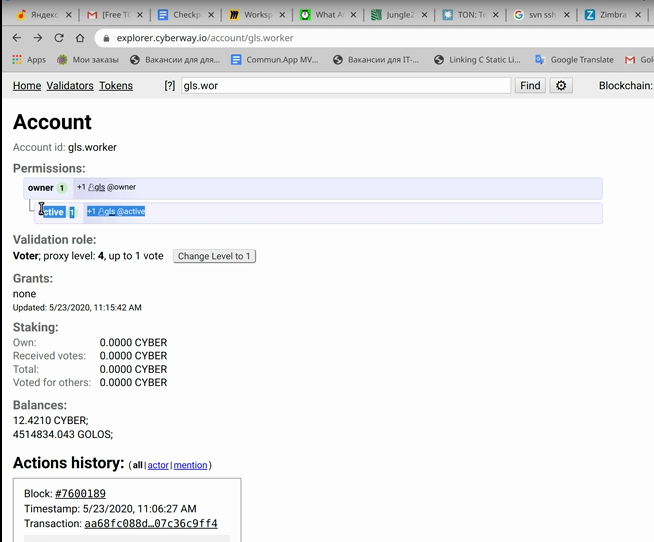 Яндекс
[Free T
Checkp
Worksp
What A
Jungle2
TON: Te
svn ssh
Zimbra
explorer.cyberway.io/account/gls.worker
Apps Мои заказы Вакансии для для... Commun.App MV... Вакансии для IT-... Linking C Static Li... Google Translate Gol
Home Validators Tokens [?] gls.wor Find Blockchain:
Account
Account id: gls.worker
Permissions:
owner 1 +1 gls @owner
active 1 +1 gls @active
Validation role:
Voter; proxy level: 4, up to 1 vote Change Level to 1
Grants:
none
Updated: 5/23/2020, 11:15:42 AM
Staking:
Own: 0.0000 CYBER
Received votes: 0.0000 CYBER
Total: 0.0000 CYBER
Voted for others: 0.0000 CYBER
Balances:
12.4210 CYBER;
4514834.043 GOLOS;
Actions history: (all|actor|mention)
Block: #7600189
Timestamp: 5/23/2020, 11:06:27 AM
Transaction: aa68fc088d…07c36c9ff4